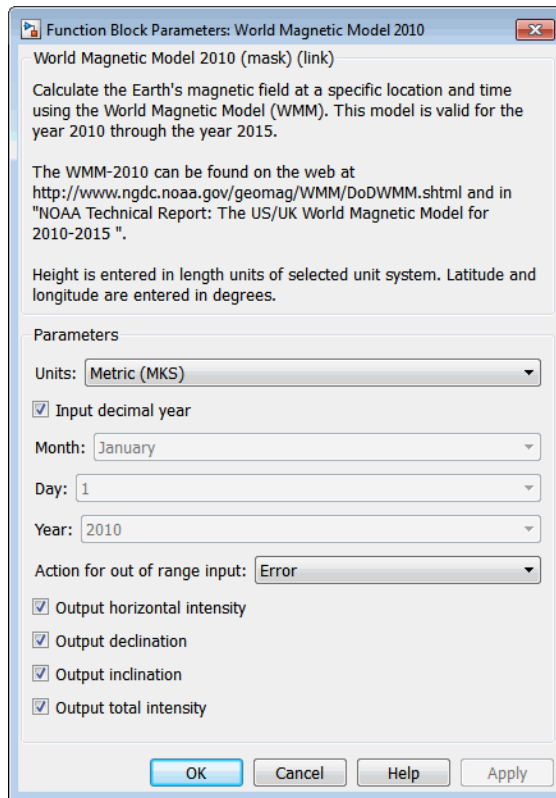 Function Block Parameters: World Magnetic Model 2010
World Magnetic Model 2010 (mask) (link)
Calculate the Earth's magnetic field at a specific location and time
using the World Magnetic Model (WMM). This model is valid for the
year 2010 through the year 2015.
The WMM-2010 can be found on the web at
http://www.ngdc.noaa.gov/geomag/WMM/DoDWMM.shtml and in
"NOAA Technical Report: The US/UK World Magnetic Model for
2010-2015 ".
Height is entered in length units of selected unit system. Latitude and
longitude are entered in degrees.
Parameters
Units: Metric (MKS)
Input decimal year
Month: January
Day: 1
Year: 2010
Action for out of range input: Error
Output horizontal intensity
Output declination
Output inclination
Output total intensity
OK Cancel Help Apply